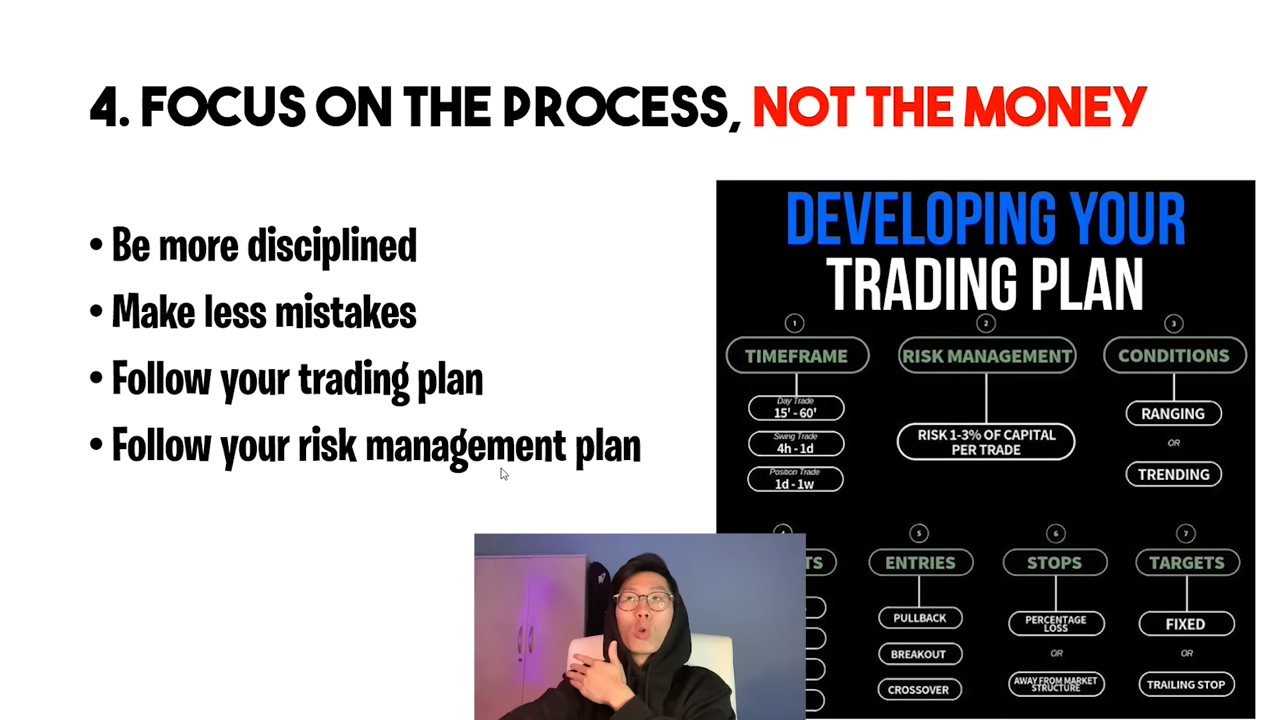 4. FOCUS ON THE PROCESS, NOT THE MONEY
• Be more disciplined
• Make less mistakes
• Follow your trading plan
• Follow your risk management plan
DEVELOPING YOUR
TRADING PLAN
1
TIMEFRAME
Day Trade
15' - 60'
Swing Trade
4h - 1d
Position Trade
1d - 1w
2
RISK MANAGEMENT
RISK 1-3% OF CAPITAL
PER TRADE
3
CONDITIONS
RANGING
OR
TRENDING
TS
5
ENTRIES
PULLBACK
BREAKOUT
CROSSOVER
6
STOPS
PERCENTAGE
LOSS
OR
AWAY FROM MARKET
STRUCTURE
7
TARGETS
FIXED
OR
TRAILING STOP